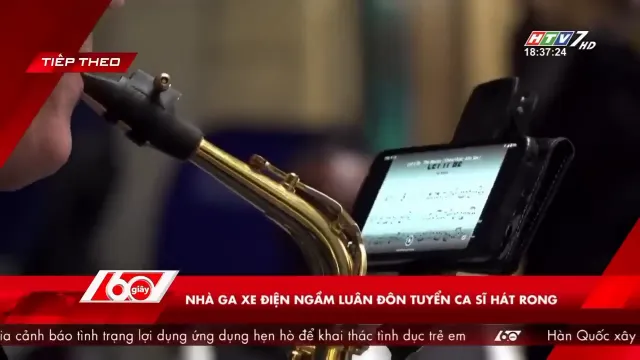 TIẾP THEO
HTV7 HD
18:37:24
LET IT BE
60 giây
NHÀ GA XE ĐIỆN NGẦM LUÂN ĐÔN TUYỂN CA SĨ HÁT RONG
ia cảnh báo tình trạng lợi dụng ứng dụng hẹn hò để khai thác tình dục trẻ em 60 Hàn Quốc xây